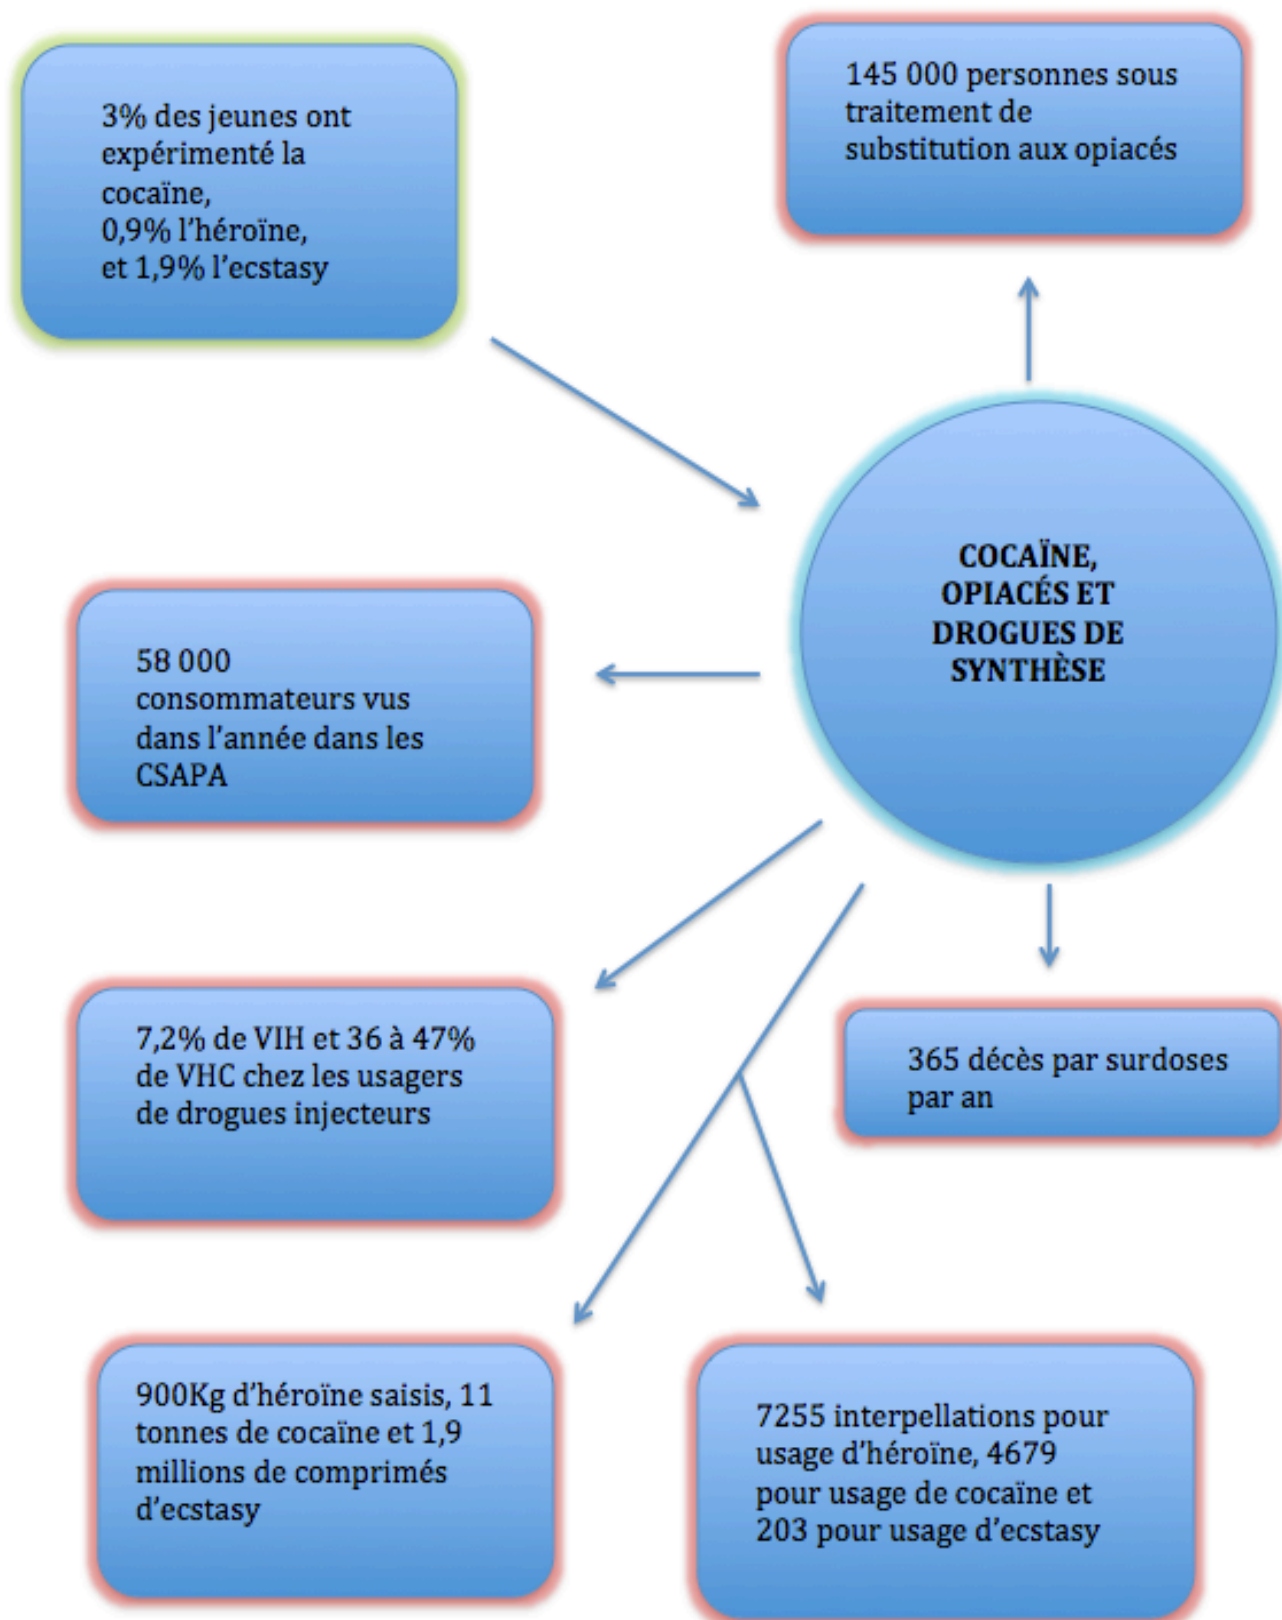 3% des jeunes ont
expérimenté la
cocaïne,
0,9% l'héroïne,
et 1,9% l'ecstasy
145 000 personnes sous
traitement de
substitution aux opiacés
COCAÏNE,
OPIACÉS ET
DROGUES DE
SYNTHÈSE
58 000
consommateurs vus
dans l'année dans les
CSAPA
7,2% de VIH et 36 à 47%
de VHC chez les usagers
de drogues injecteurs
365 décès par surdoses
par an
900Kg d'héroïne saisis, 11
tonnes de cocaïne et 1,9
millions de comprimés
d'ecstasy
7255 interpellations pour
usage d'héroïne, 4679
pour usage de cocaïne et
203 pour usage d'ecstasy